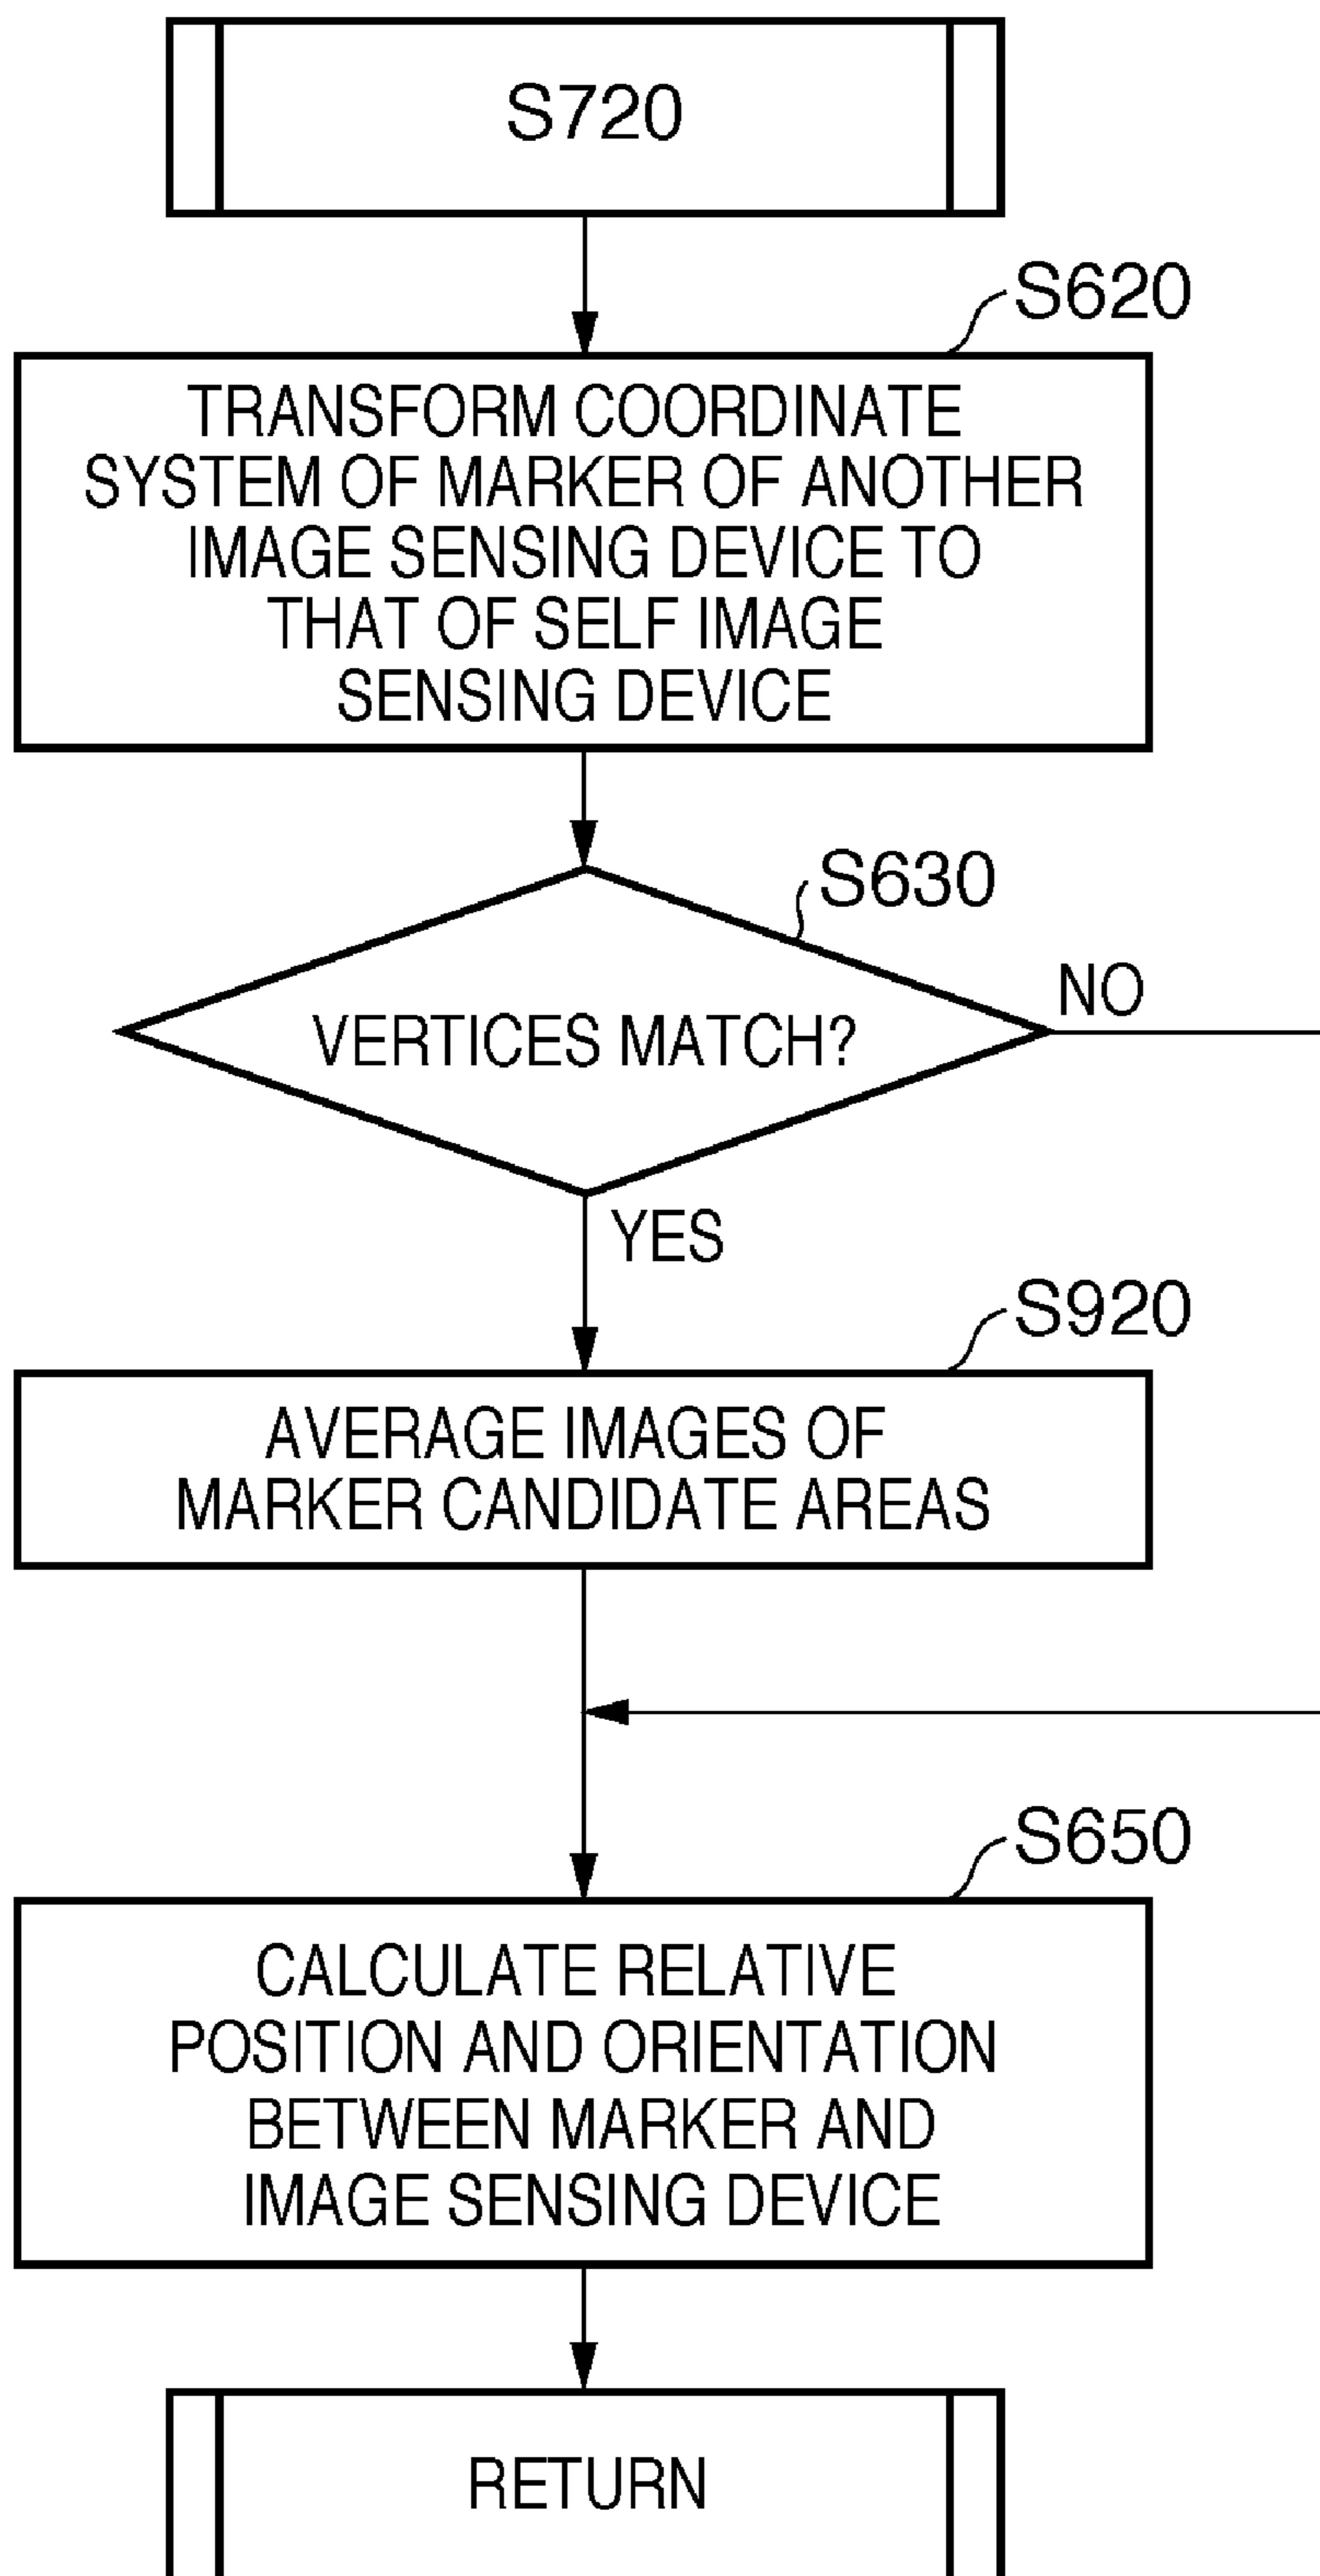 S720
S620
TRANSFORM COORDINATE
SYSTEM OF MARKER OF ANOTHER
IMAGE SENSING DEVICE TO
THAT OF SELF IMAGE
SENSING DEVICE
S630
VERTICES MATCH?
NO
YES
S920
AVERAGE IMAGES OF
MARKER CANDIDATE AREAS
S650
CALCULATE RELATIVE
POSITION AND ORIENTATION
BETWEEN MARKER AND
IMAGE SENSING DEVICE
RETURN